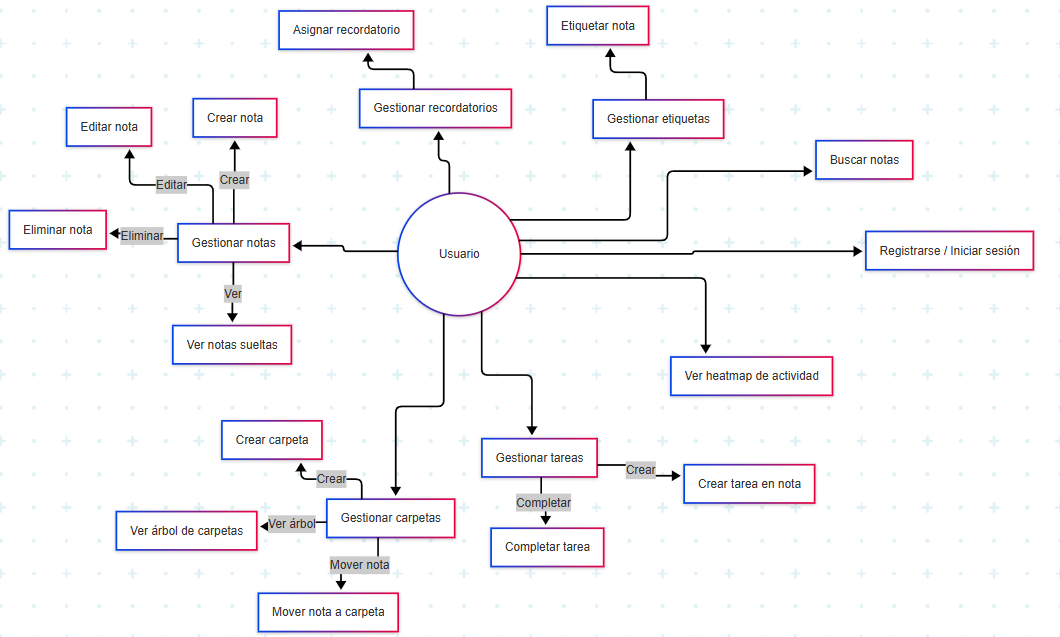 Asignar recordatorio
Etiquetar nota
Gestionar recordatorios
Gestionar etiquetas
Editar nota
Crear nota
Buscar notas
Editar
Crear
Eliminar nota
Eliminar
Gestionar notas
Usuario
Registrarse / Iniciar sesión
Ver
Ver notas sueltas
Ver heatmap de actividad
Crear carpeta
Gestionar tareas
Crear
Crear tarea en nota
Crear
Completar
Gestionar carpetas
Ver árbol de carpetas
Ver árbol
Completar tarea
Mover nota
Mover nota a carpeta